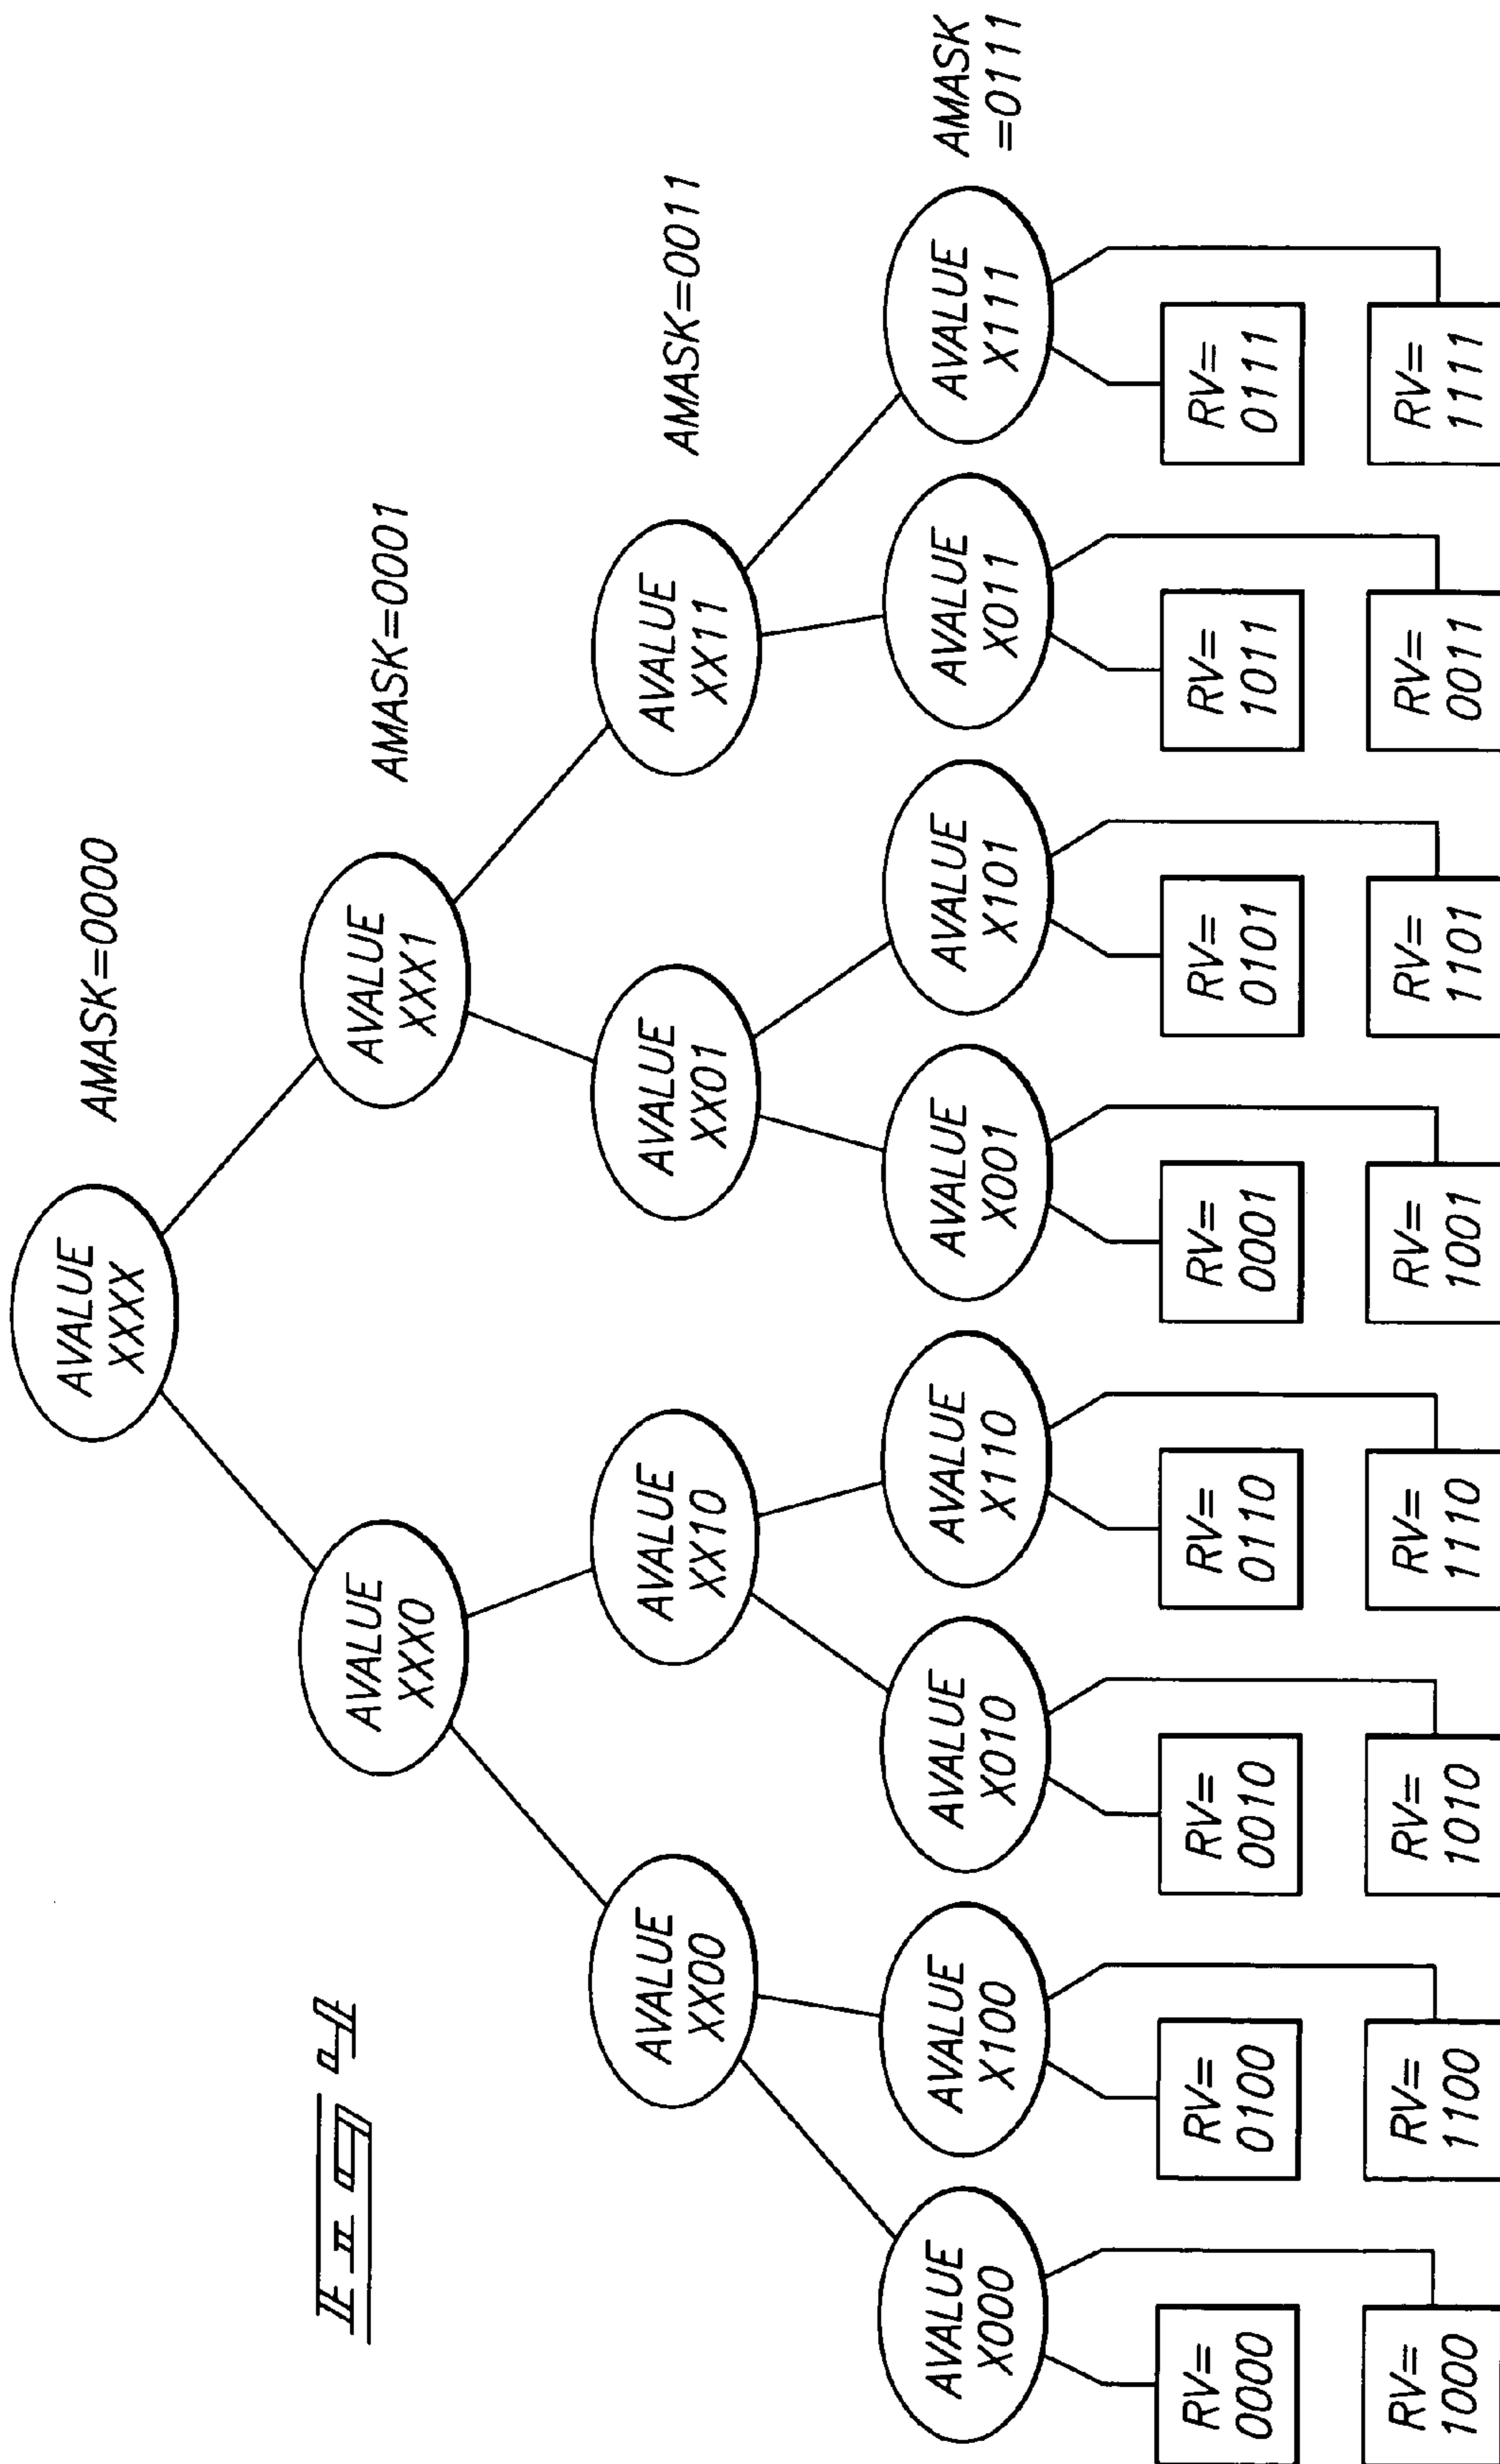 AVALUE
XXXX
AMASK=0000
AVALUE
XXX0
AVALUE
XXX1
AMASK=0001
AVALUE
XX00
AVALUE
XX10
AVALUE
XX01
AVALUE
XX11
AMASK=0011
AVALUE
X000
AVALUE
X100
AVALUE
X010
AVALUE
X110
AVALUE
X001
AVALUE
X101
AVALUE
X011
AVALUE
X111
AMASK
=0111
RV=
0000
RV=
0100
RV=
0010
RV=
0110
RV=
0001
RV=
0101
RV=
1011
RV=
0111
RV=
1000
RV=
1100
RV=
1010
RV=
1110
RV=
1001
RV=
1101
RV=
0011
RV=
1111
FIG 4